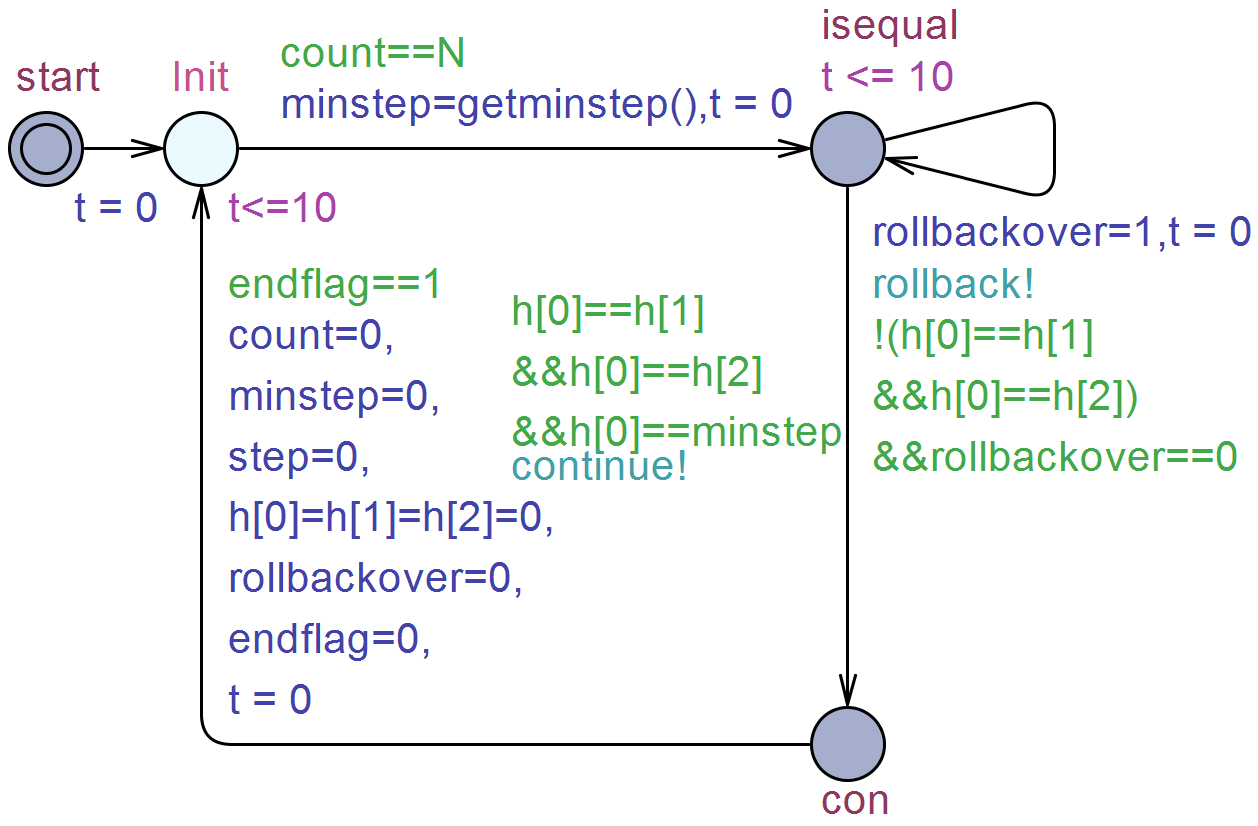 start
Init
count==N
minstep=getminstep(),t = 0
isequal
t <= 10
t = 0
t<=10
endflag==1
count=0,
minstep=0,
step=0,
h[0]=h[1]=h[2]=0,
rollbackover=0,
endflag=0,
t = 0
h[0]==h[1]
&&h[0]==h[2]
&&h[0]==minstep
continue!
rollbackover=1,t = 0
rollback!
!(h[0]==h[1]
&&h[0]==h[2])
&&rollbackover==0
con